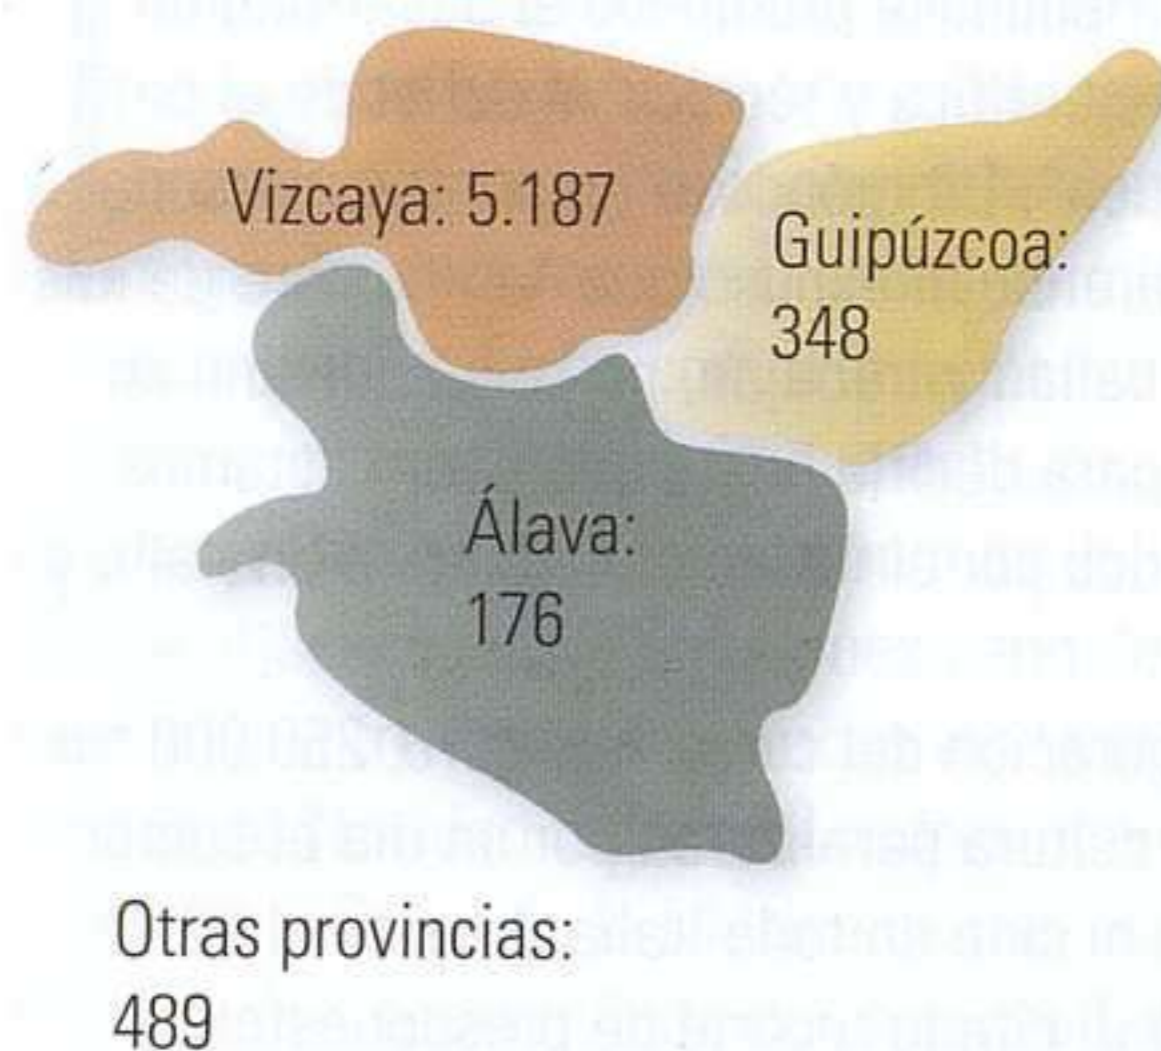 Vizcaya: 5.187
Guipúzcoa:
348
Álava:
176
Otras provincias:
489